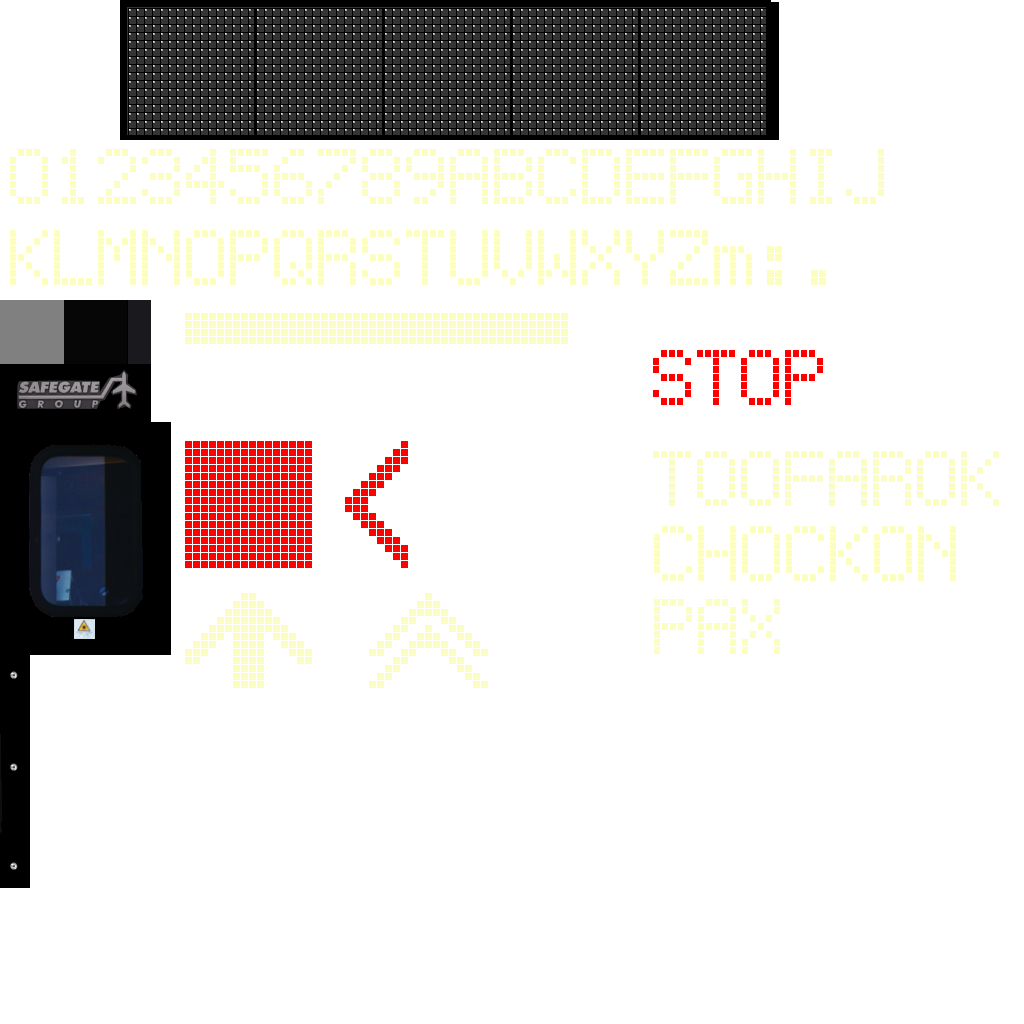 0123456789ABCDEFGHIJ
KLMNOPQRSTUVWXYZm:.
SAFEGATE
GROUP
STOP
TOOFAROK
CHOCKON
PAX